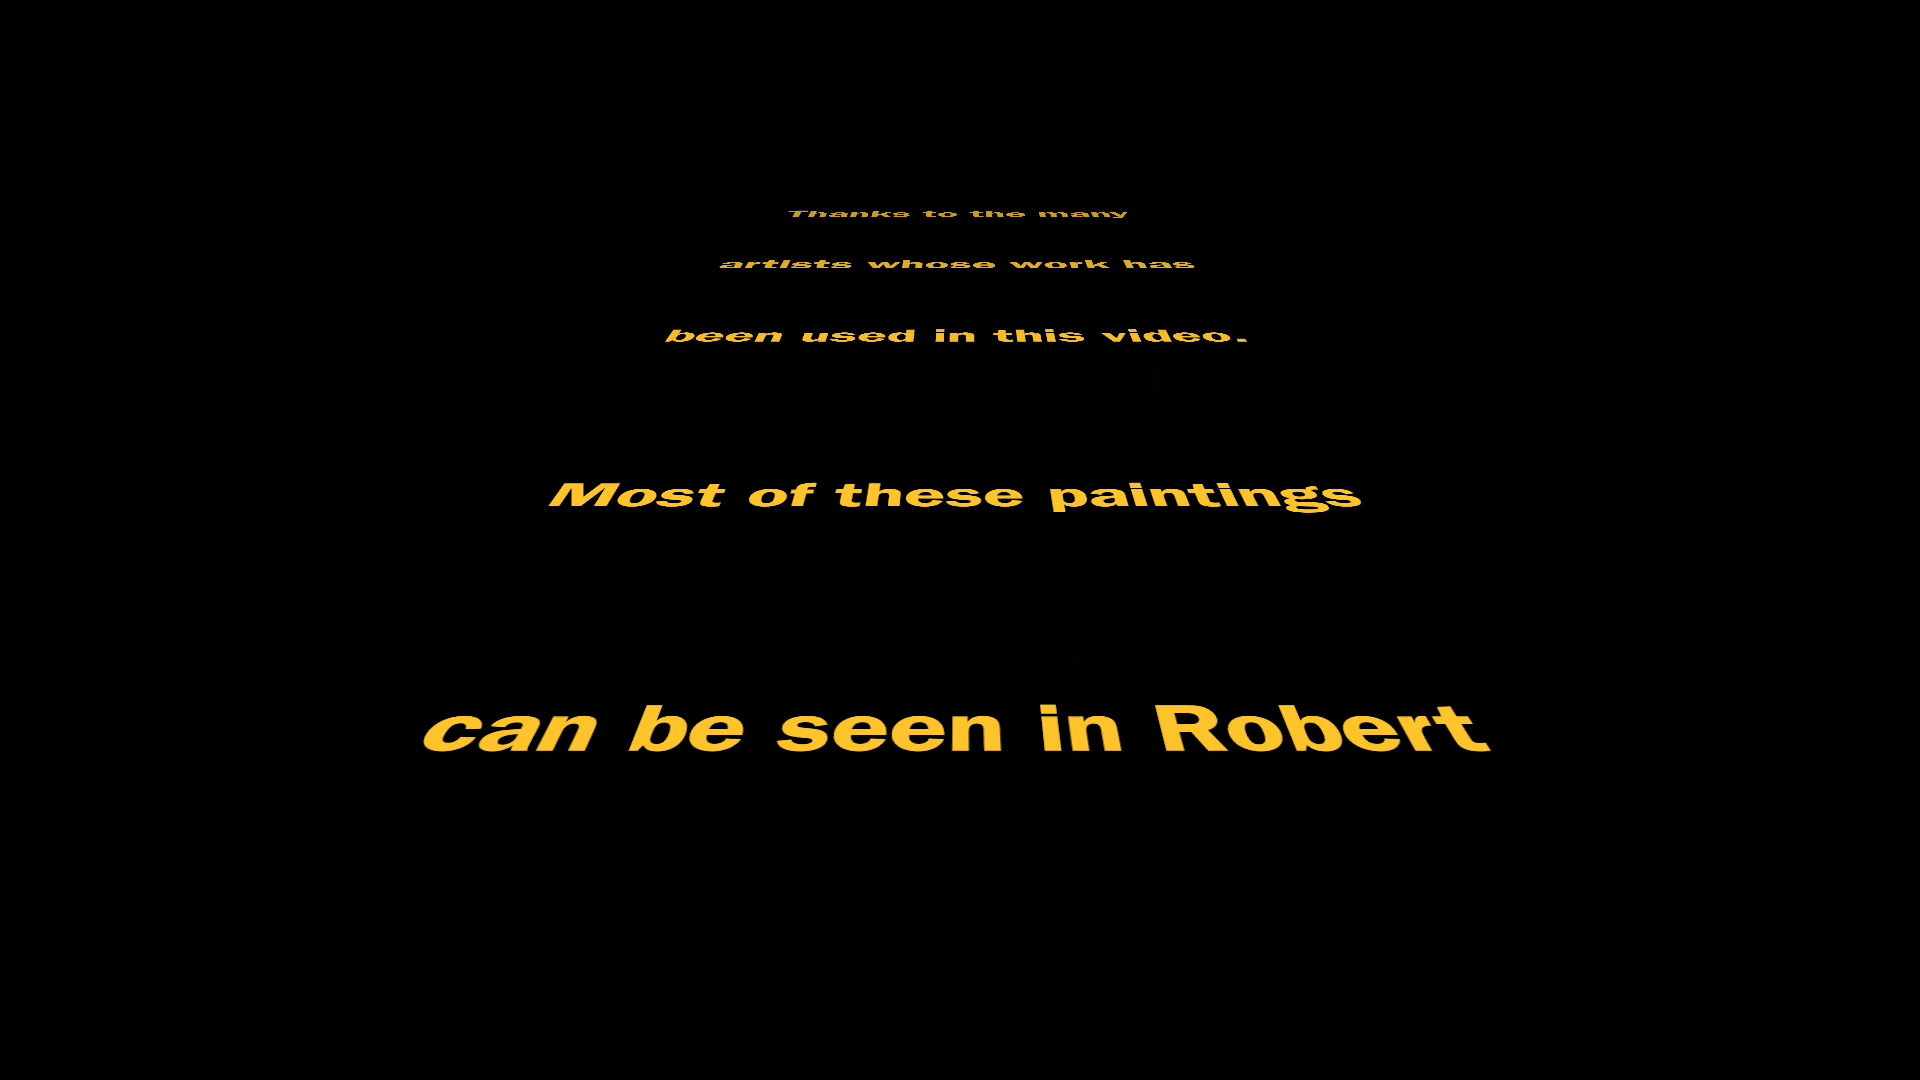 Thanks to the many
artists whose work has
been used in this video.
Most of these paintings
can be seen in Robert